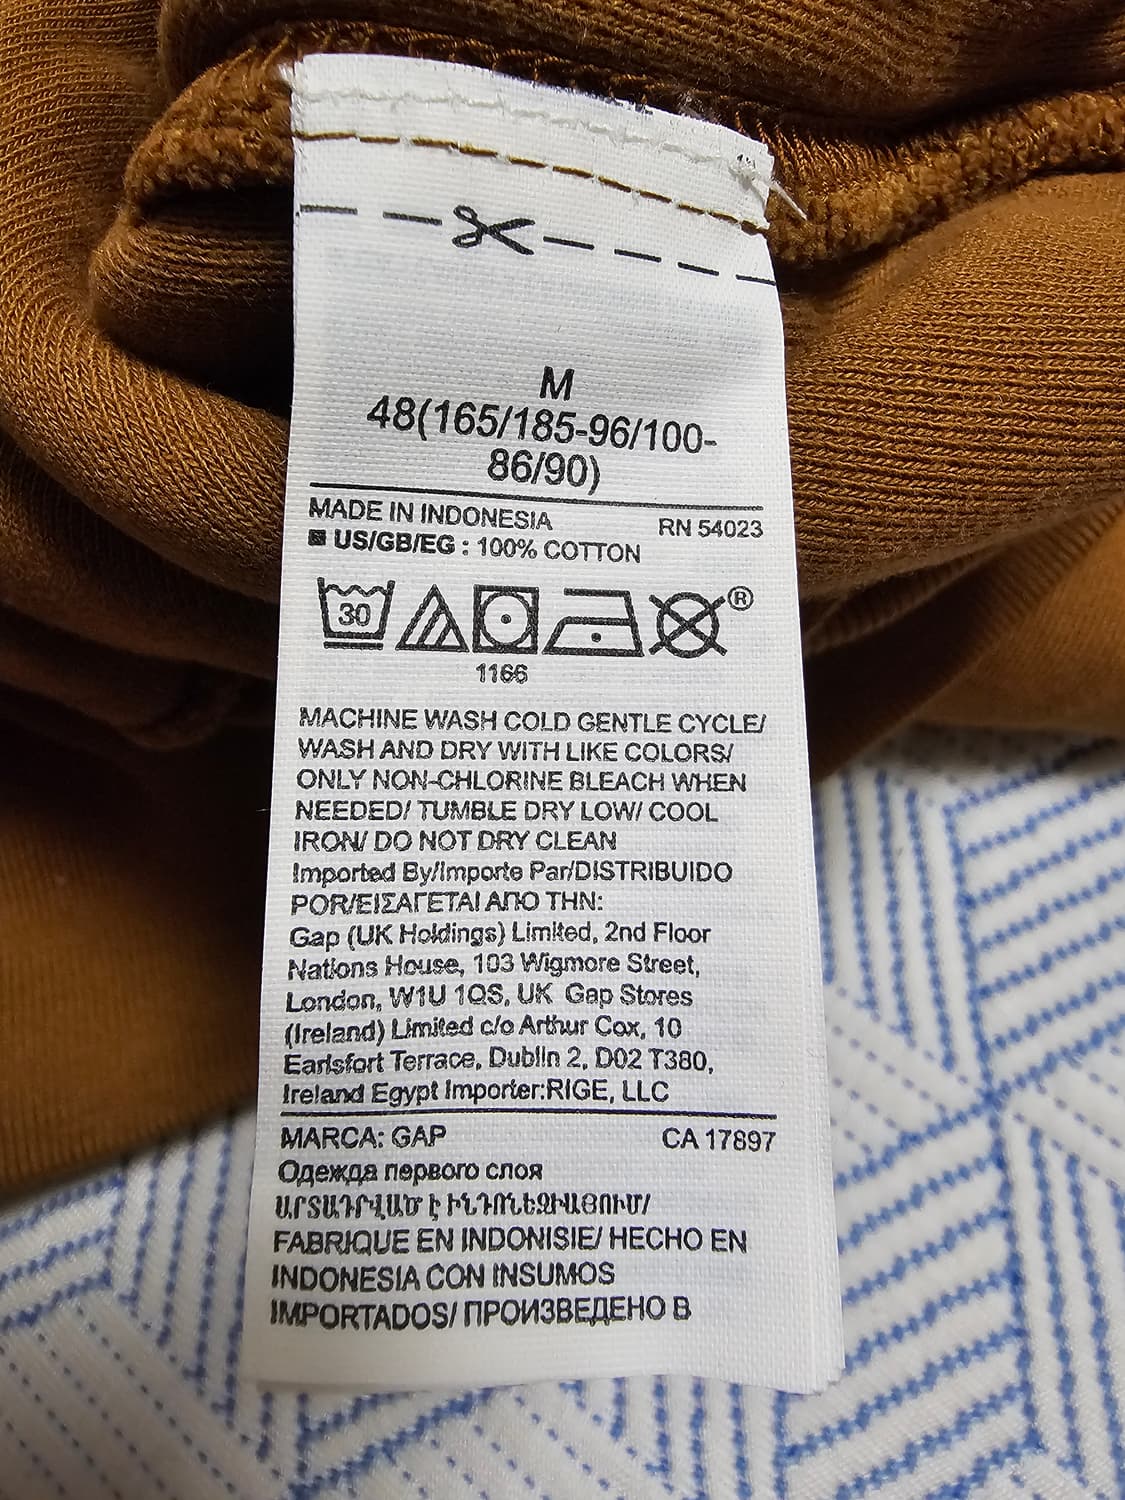 M
48(165/185-96/100-
86/90)
MADE IN INDONESIA RN 54023
US/GB/EG : 100% COTTON
30 ®
1166
MACHINE WASH COLD GENTLE CYCLE/
WASH AND DRY WITH LIKE COLORS/
ONLY NON-CHLORINE BLEACH WHEN
NEEDED/ TUMBLE DRY LOW/ COOL
IRON/ DO NOT DRY CLEAN
Imported By/Importe Par/DISTRIBUIDO
POR/ΕΙΣΑΓΕΤΑΙ ΑΠΟ ΤΗΝ:
Gap (UK Holdings) Limited, 2nd Floor
Nations House, 103 Wigmore Street,
London, W1U 1QS, UK Gap Stores
(Ireland) Limited c/o Arthur Cox, 10
Earlsfort Terrace, Dublin 2, D02 T380,
Ireland Egypt Importer:RIGE, LLC
MARCA: GAP CA 17897
Одежда первого слоя
ԱՐՏԱԴՐՎԱԾ Է ԻՆԴՈՆԵԶԻԱՅՈՒՄ/
FABRIQUE EN INDONISIE/ HECHO EN
INDONESIA CON INSUMOS
IMPORTADOS/ ПРОИЗВЕДЕНО В